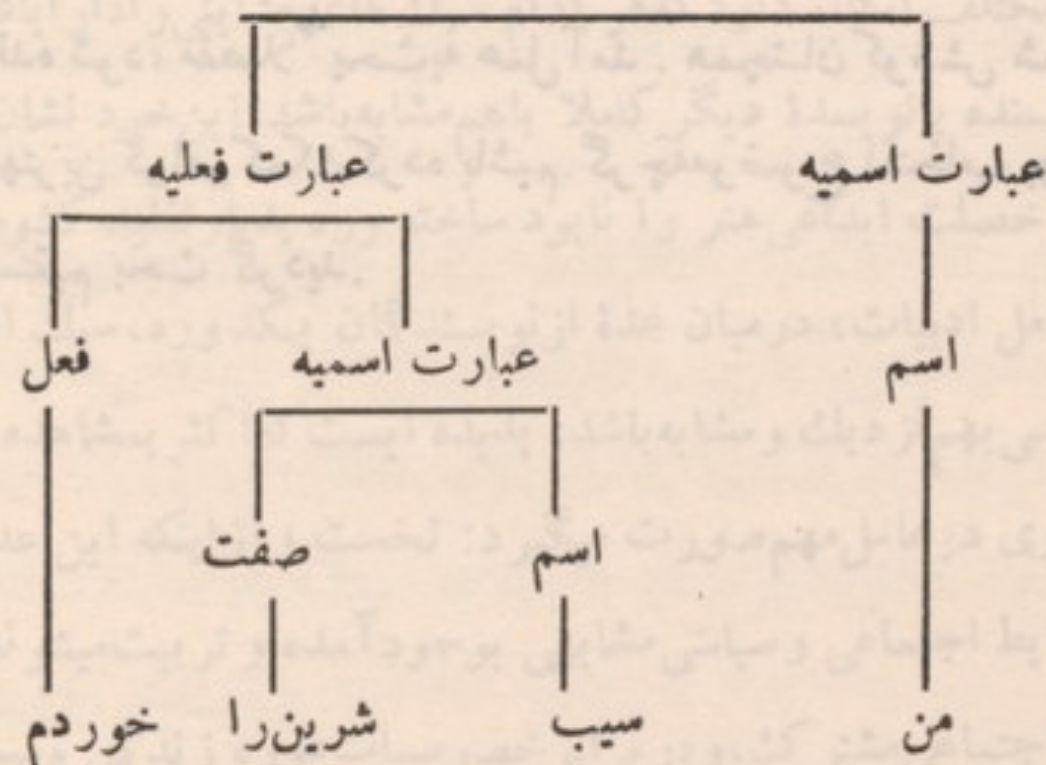 عبارت اسمیه عبارت فعلیه
اسم عبارت اسمیه فعل
اسم صفت
من سیب شرین‌را خوردم